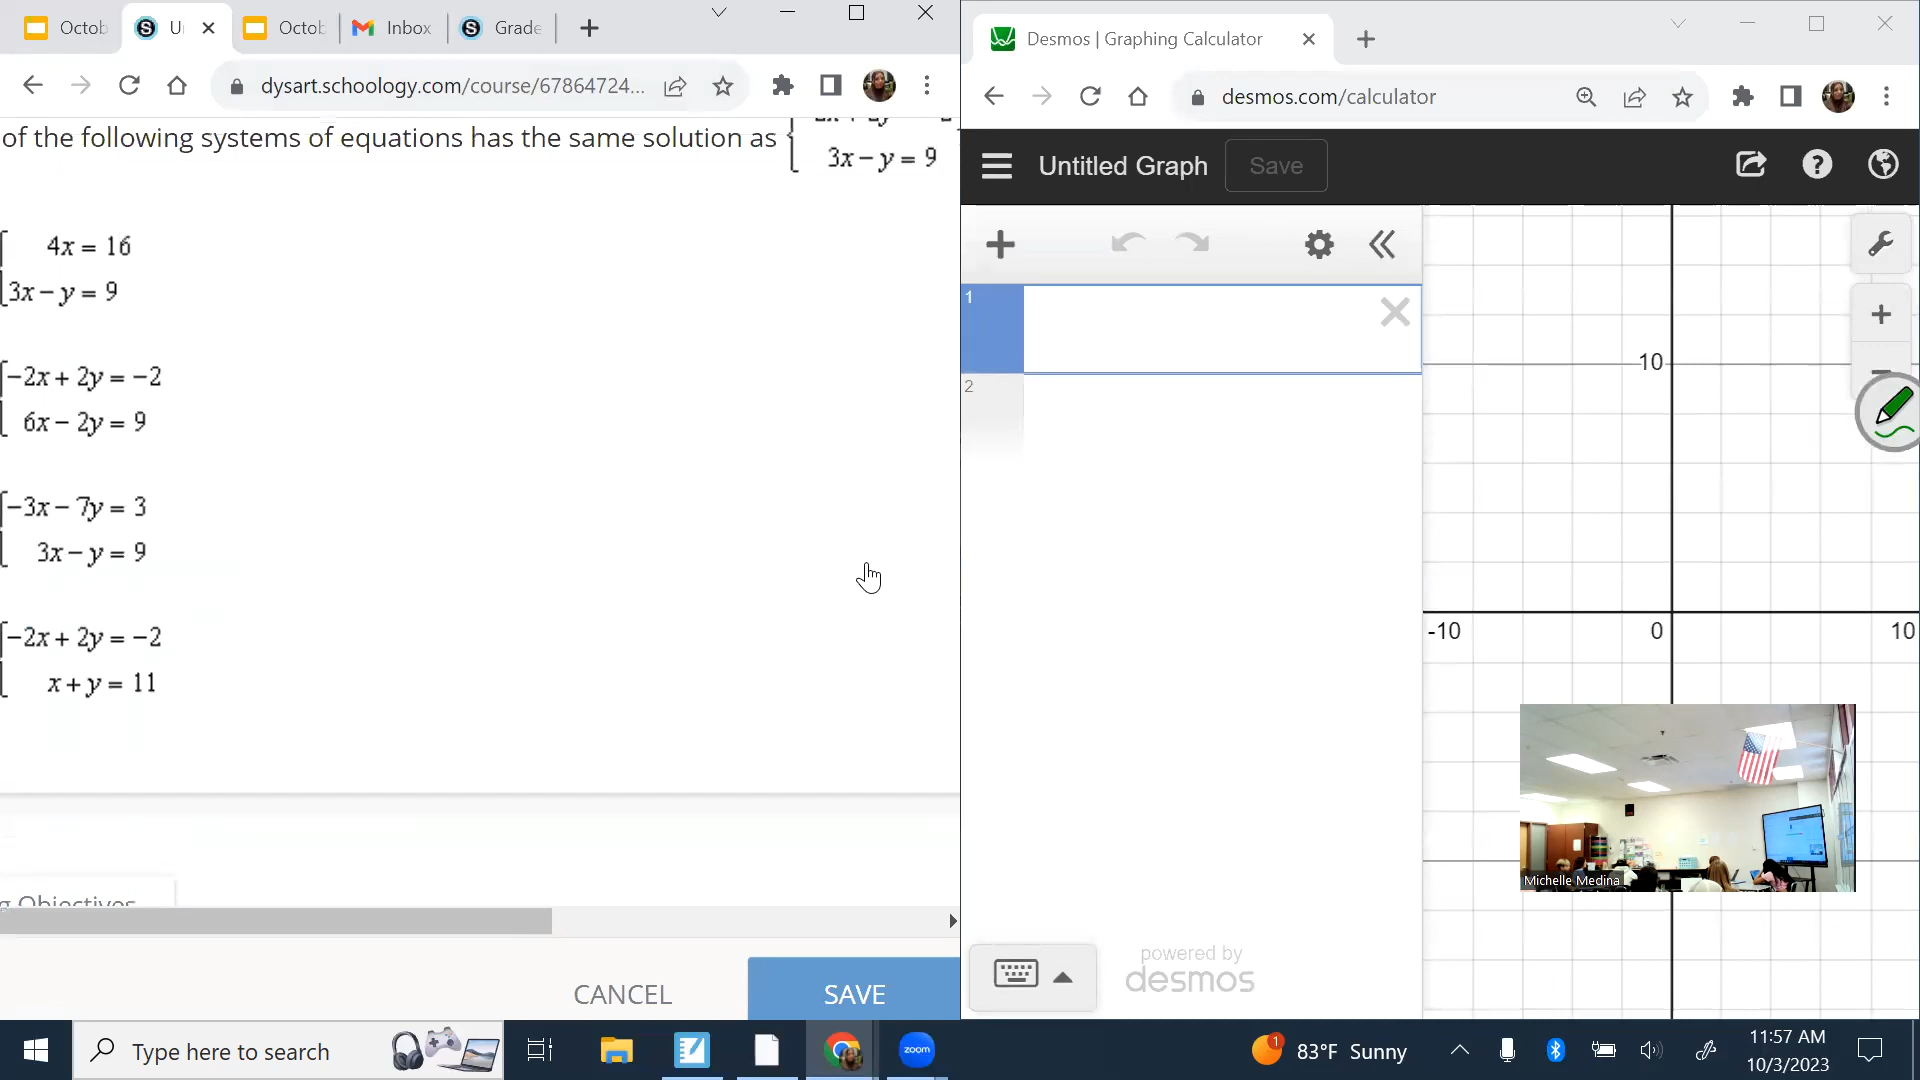 Octob
U
Octob
Inbox
Grade
dysart.schoology.com/course/67864724...
of the following systems of equations has the same solution as
3x − y = 9
4x = 16
3x − y = 9
−2x + 2y = −2
6x − 2y = 9
−3x − 7y = 3
3x − y = 9
−2x + 2y = −2
x + y = 11
g Objectives
CANCEL
SAVE
Desmos | Graphing Calculator
desmos.com/calculator
Untitled Graph
Save
1
2
10
-10
0
10
powered by
desmos
Michelle Medina
Type here to search
zoom
1
83°F Sunny
11:57 AM
10/3/2023